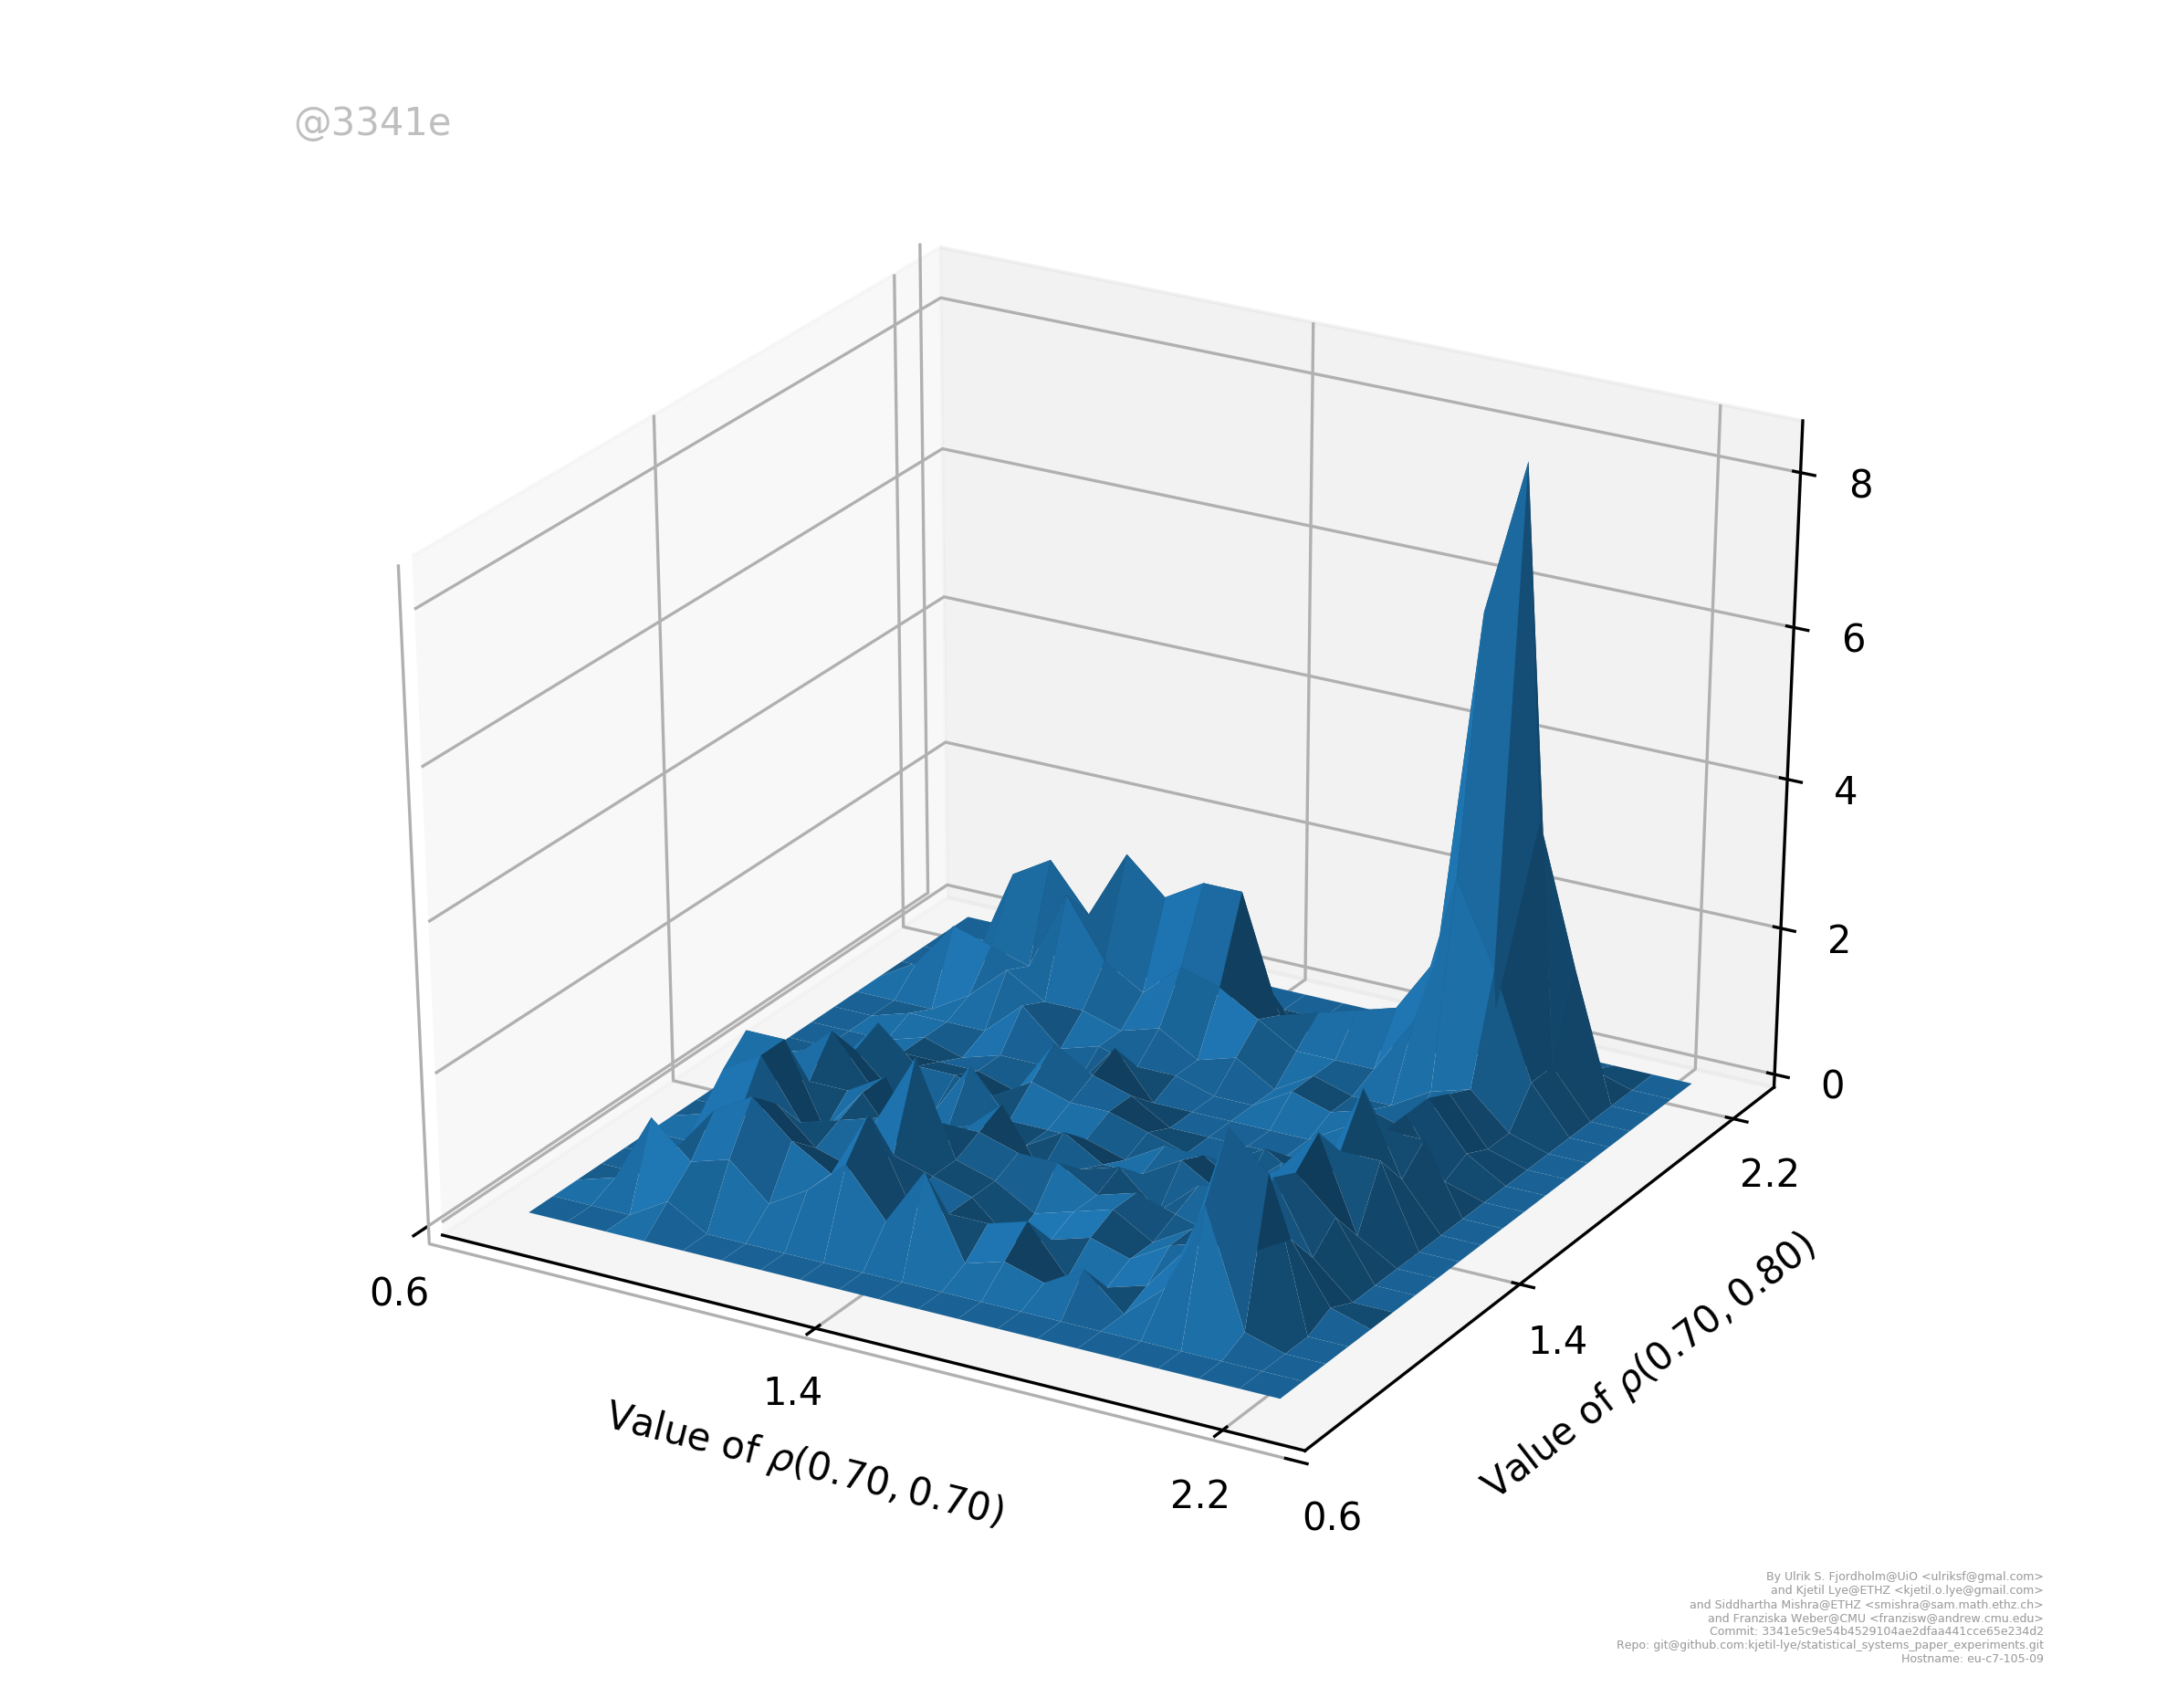 @3341e
8
6
4
2
0
2.2
1.4
0.6
Value of ρ(0.70, 0.80)
0.6
1.4
2.2
Value of ρ(0.70, 0.70)
By Ulrik S. Fjordholm@UiO <ulriksf@gmal.com>
and Kjetil Lye@ETHZ <kjetil.o.lye@gmail.com>
and Siddhartha Mishra@ETHZ <smishra@sam.math.ethz.ch>
and Franziska Weber@CMU <franzisw@andrew.cmu.edu>
Commit: 3341e5c9e54b4529104ae2dfaa441cce65e234d2
Repo: git@github.com:kjetil-lye/statistical_systems_paper_experiments.git
Hostname: eu-c7-105-09